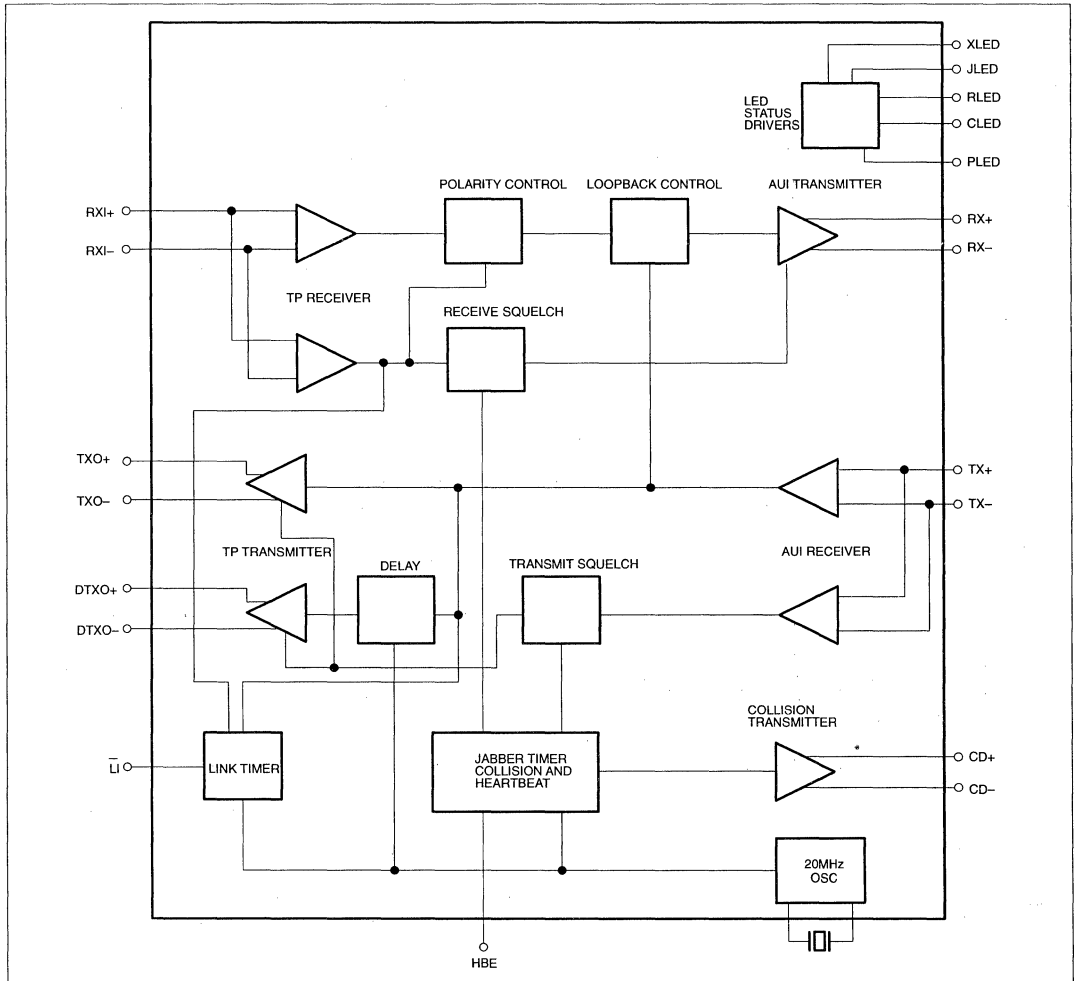 XLED
JLED
LED
STATUS
DRIVERS
RLED
CLED
PLED
POLARITY CONTROL
LOOPBACK CONTROL
AUI TRANSMITTER
RXI+
RXI–
RX+
RX–
TP RECEIVER
RECEIVE SQUELCH
TXO+
TXO–
TX+
TX–
TP TRANSMITTER
AUI RECEIVER
DELAY
TRANSMIT SQUELCH
DTXO+
DTXO–
COLLISION
TRANSMITTER
L̅I̅
LINK TIMER
JABBER TIMER
COLLISION AND
HEARTBEAT
CD+
CD–
20MHz
OSC
HBE